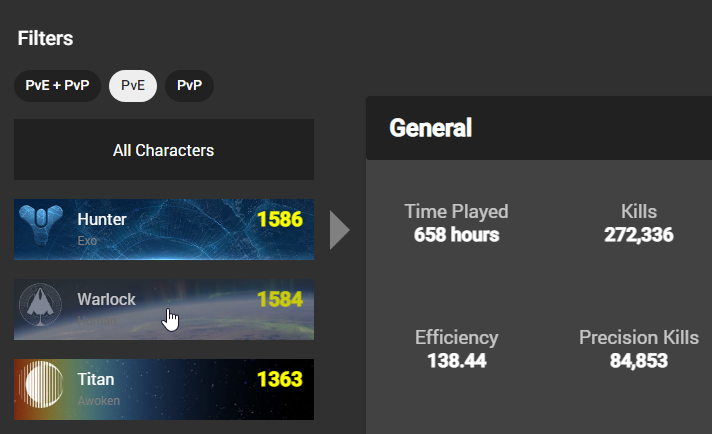 Filters
PvE + PvP PvE PvP
All Characters
Hunter 1586
Exo
Warlock 1584
Titan 1363
Awoken
General
Time Played Kills
658 hours 272,336
Efficiency Precision Kills
138.44 84,853